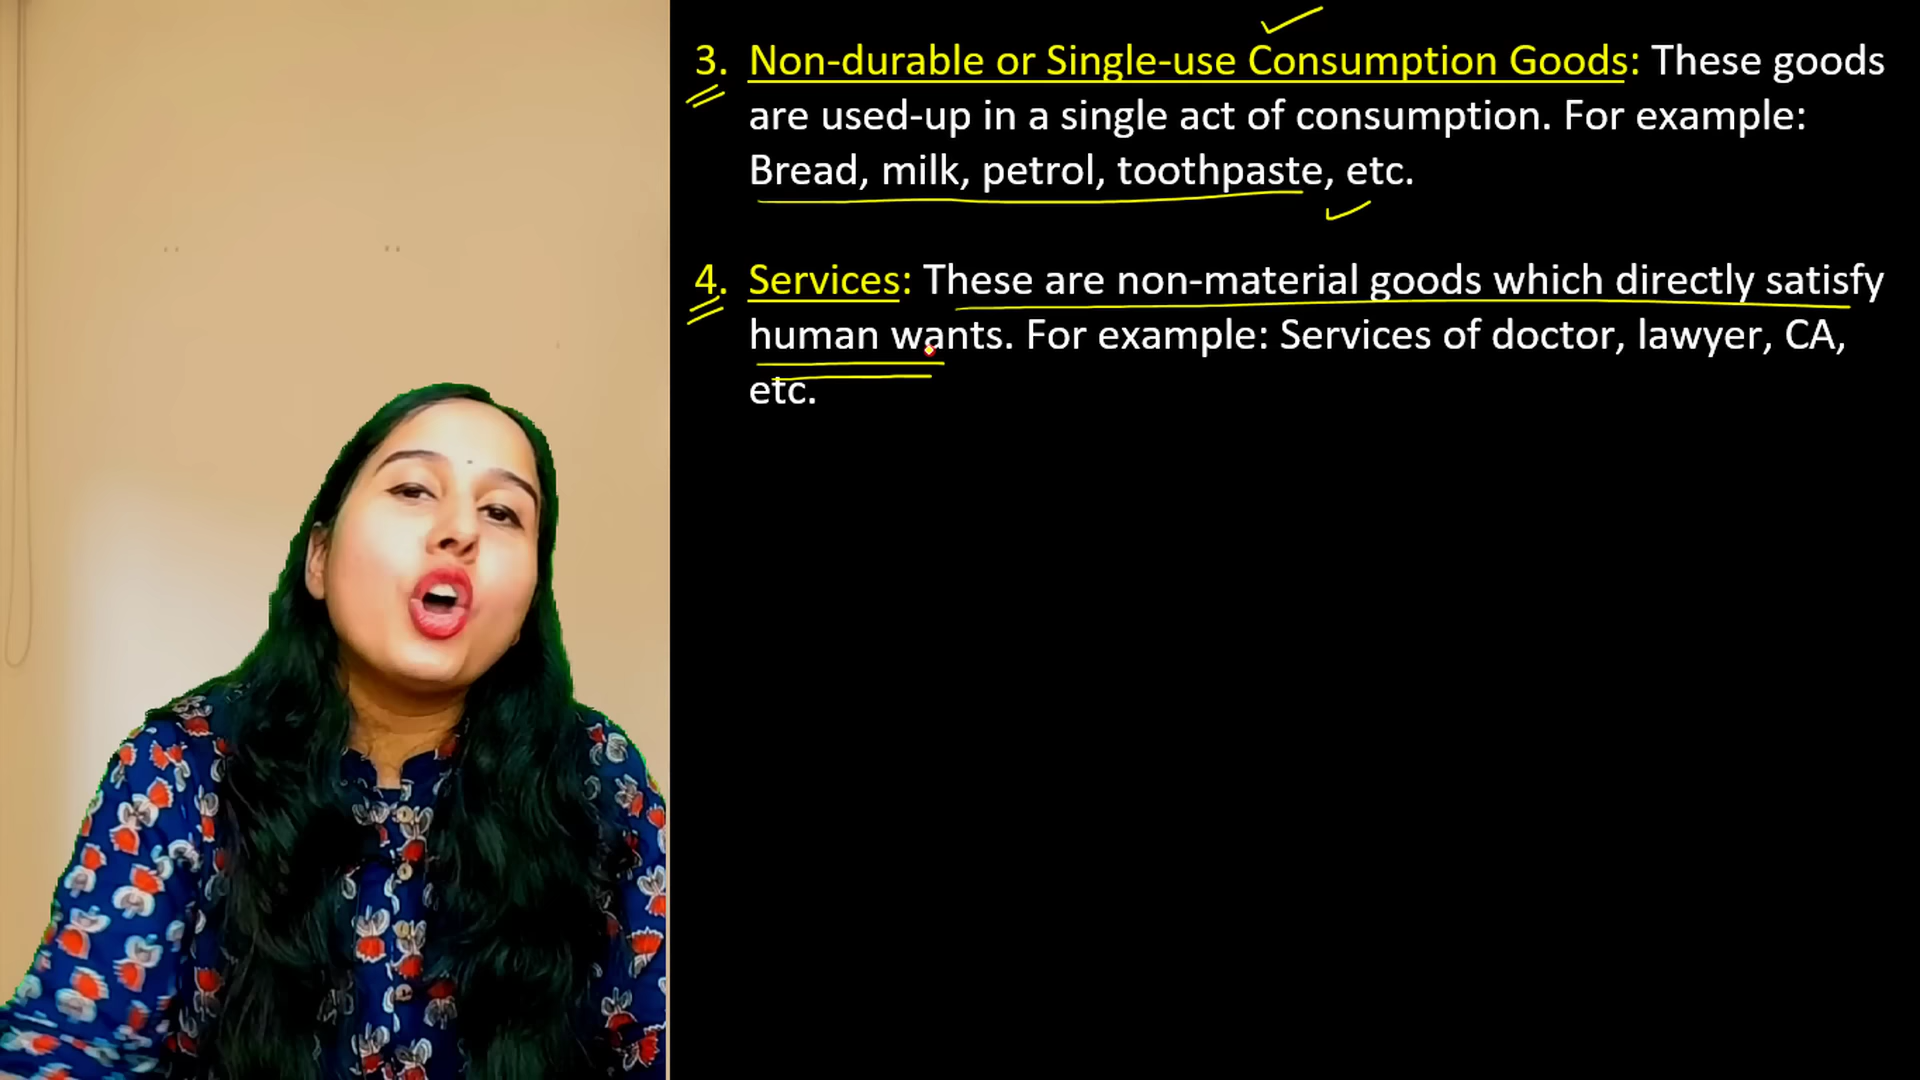 3. Non-durable or Single-use Consumption Goods: These goods
are used-up in a single act of consumption. For example:
Bread, milk, petrol, toothpaste, etc.
4. Services: These are non-material goods which directly satisfy
human wants. For example: Services of doctor, lawyer, CA,
etc.